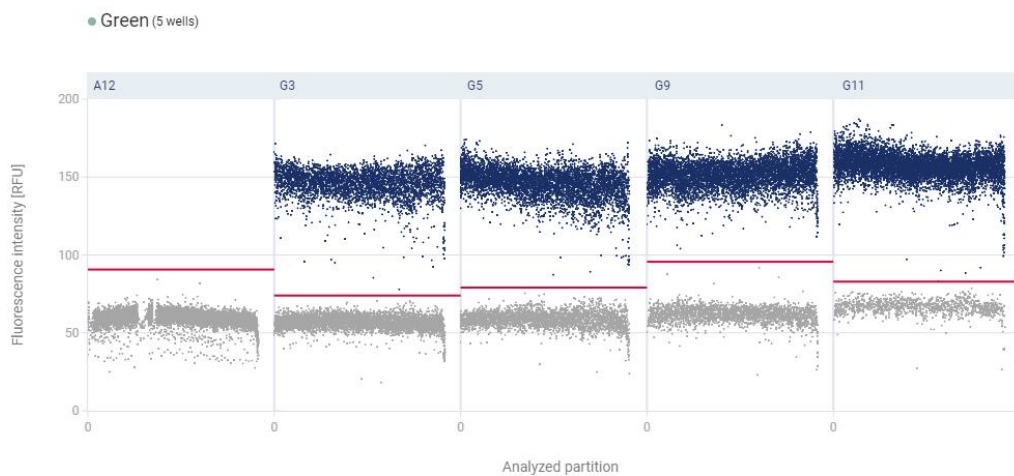 Green (5 wells)
A12 G3 G5 G9 G11
200
150
100
50
0
0 0 0 0 0
Fluorescence intensity [RFU]
Analyzed partition